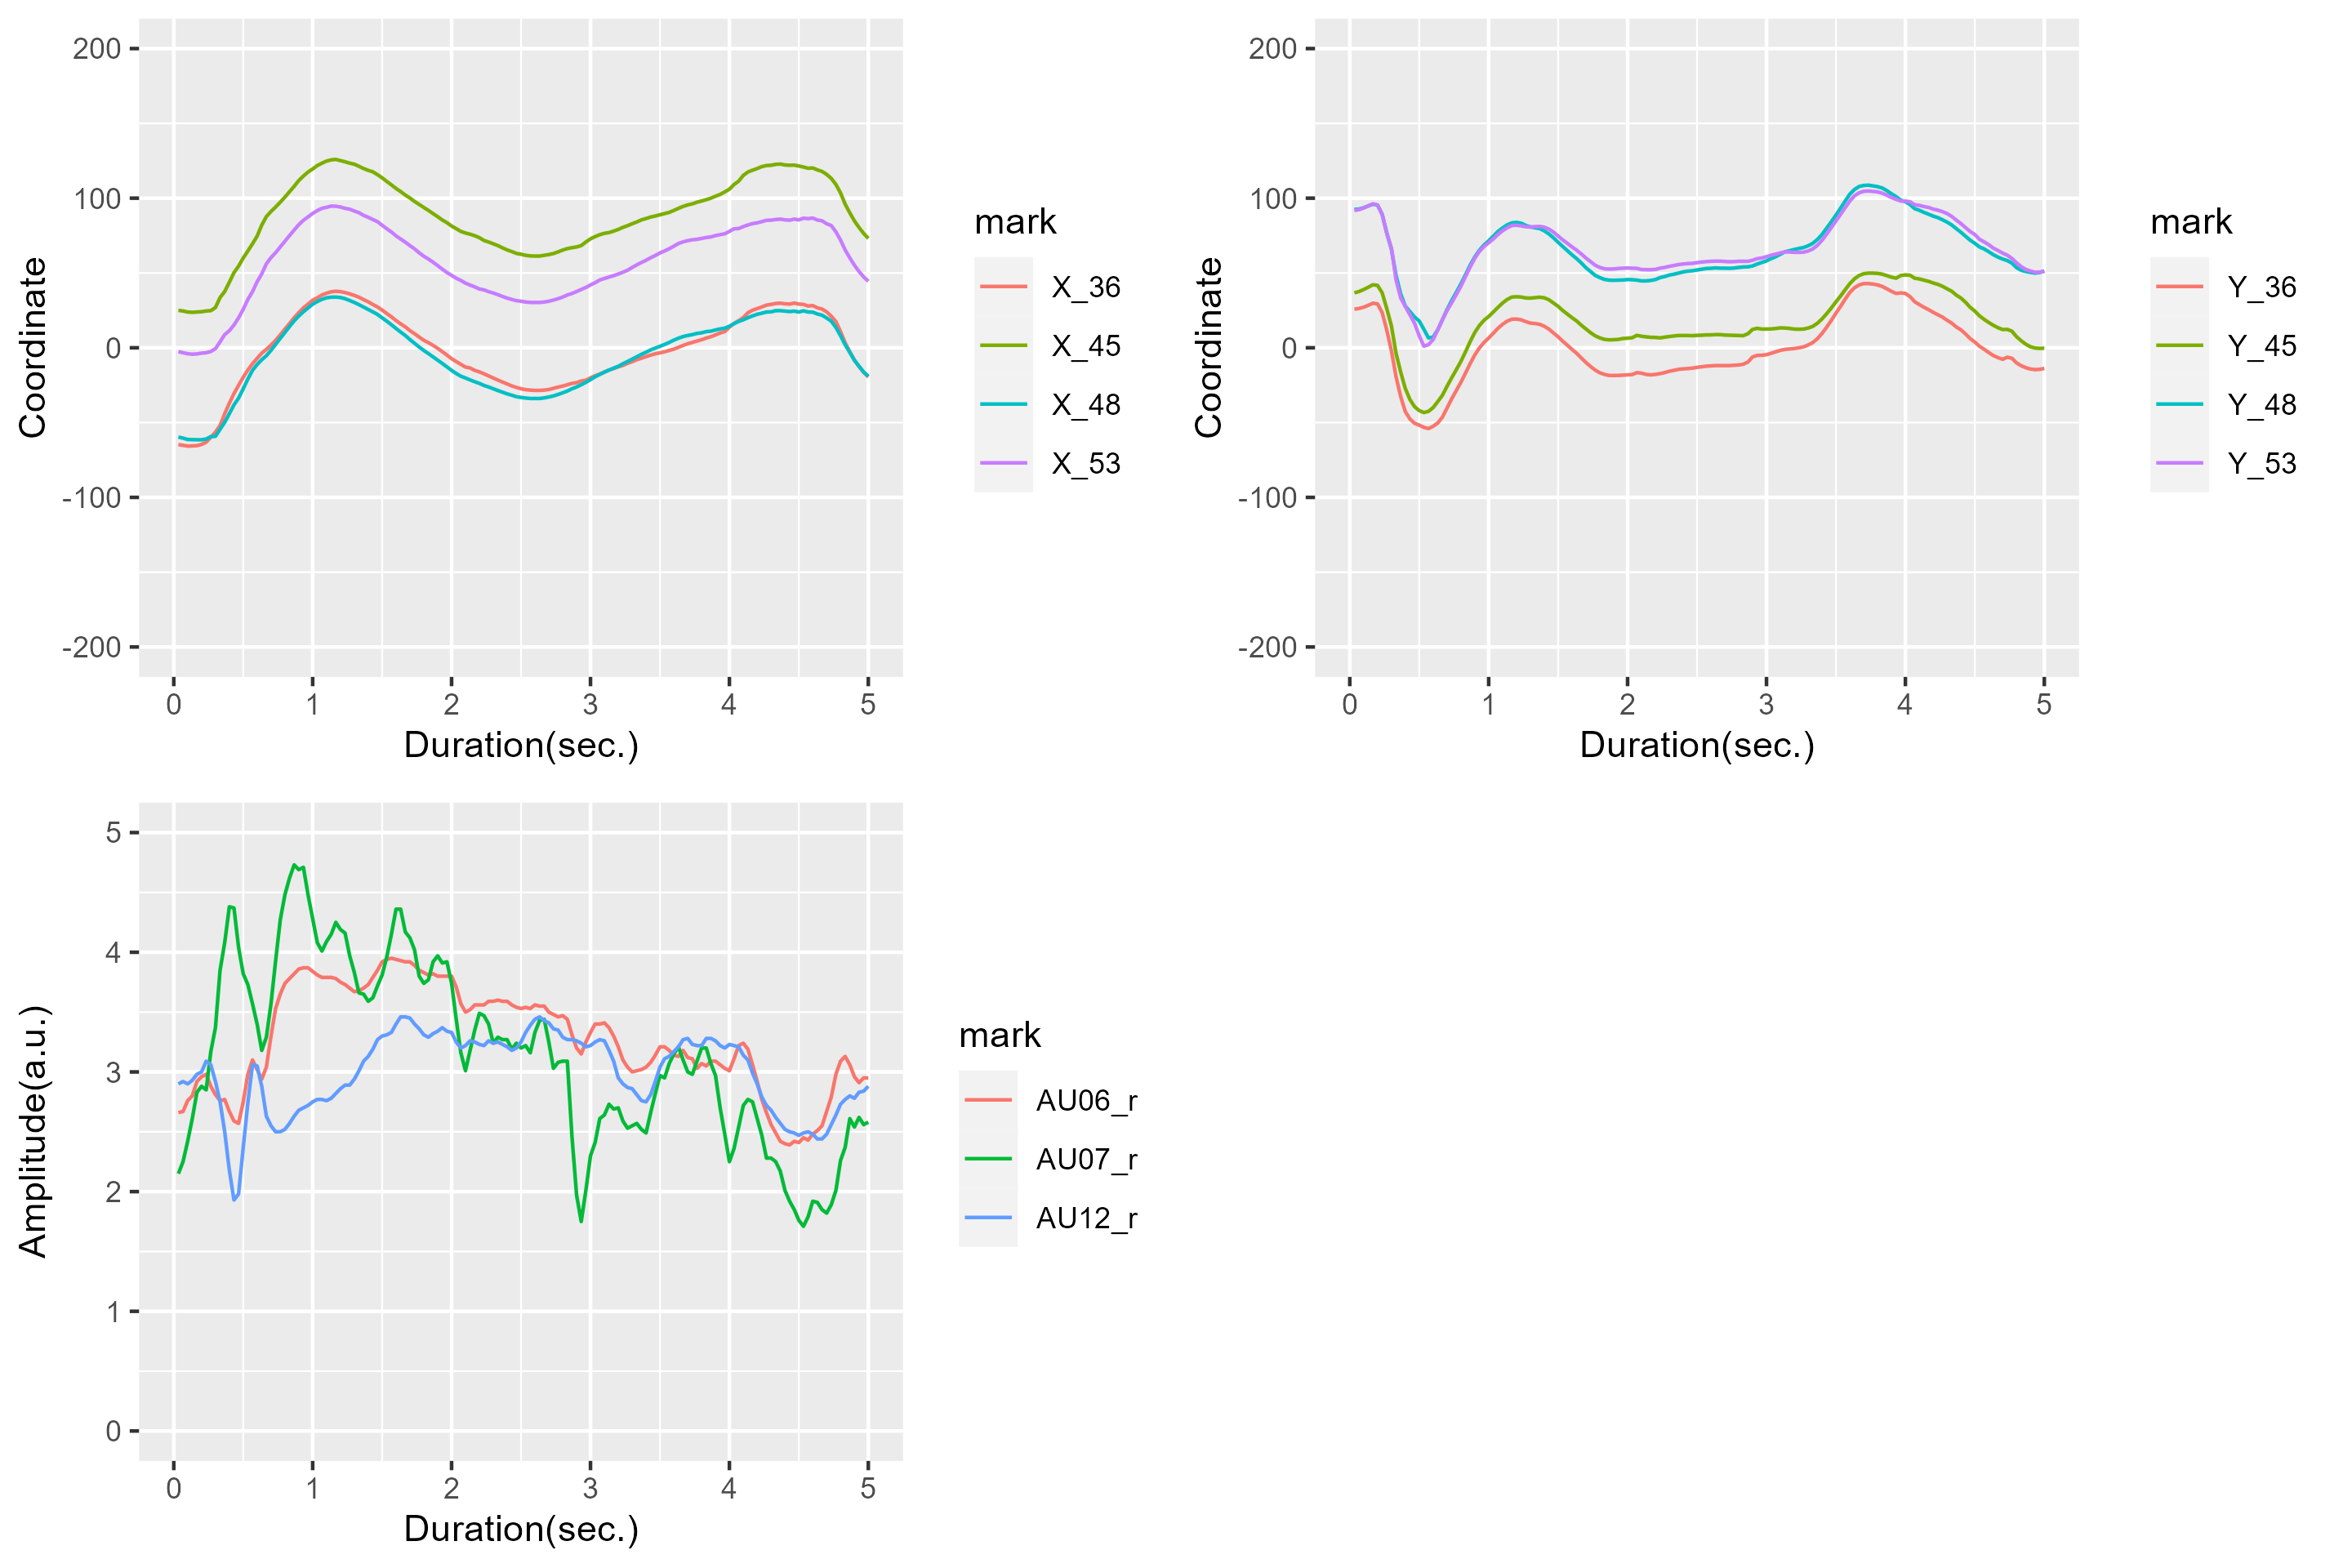 200
100
0
-100
-200
Coordinate
0 1 2 3 4 5
Duration(sec.)
mark
X_36
X_45
X_48
X_53
200
100
0
-100
-200
Coordinate
0 1 2 3 4 5
Duration(sec.)
mark
Y_36
Y_45
Y_48
Y_53
5
4
3
2
1
0
Amplitude(a.u.)
0 1 2 3 4 5
Duration(sec.)
mark
AU06_r
AU07_r
AU12_r